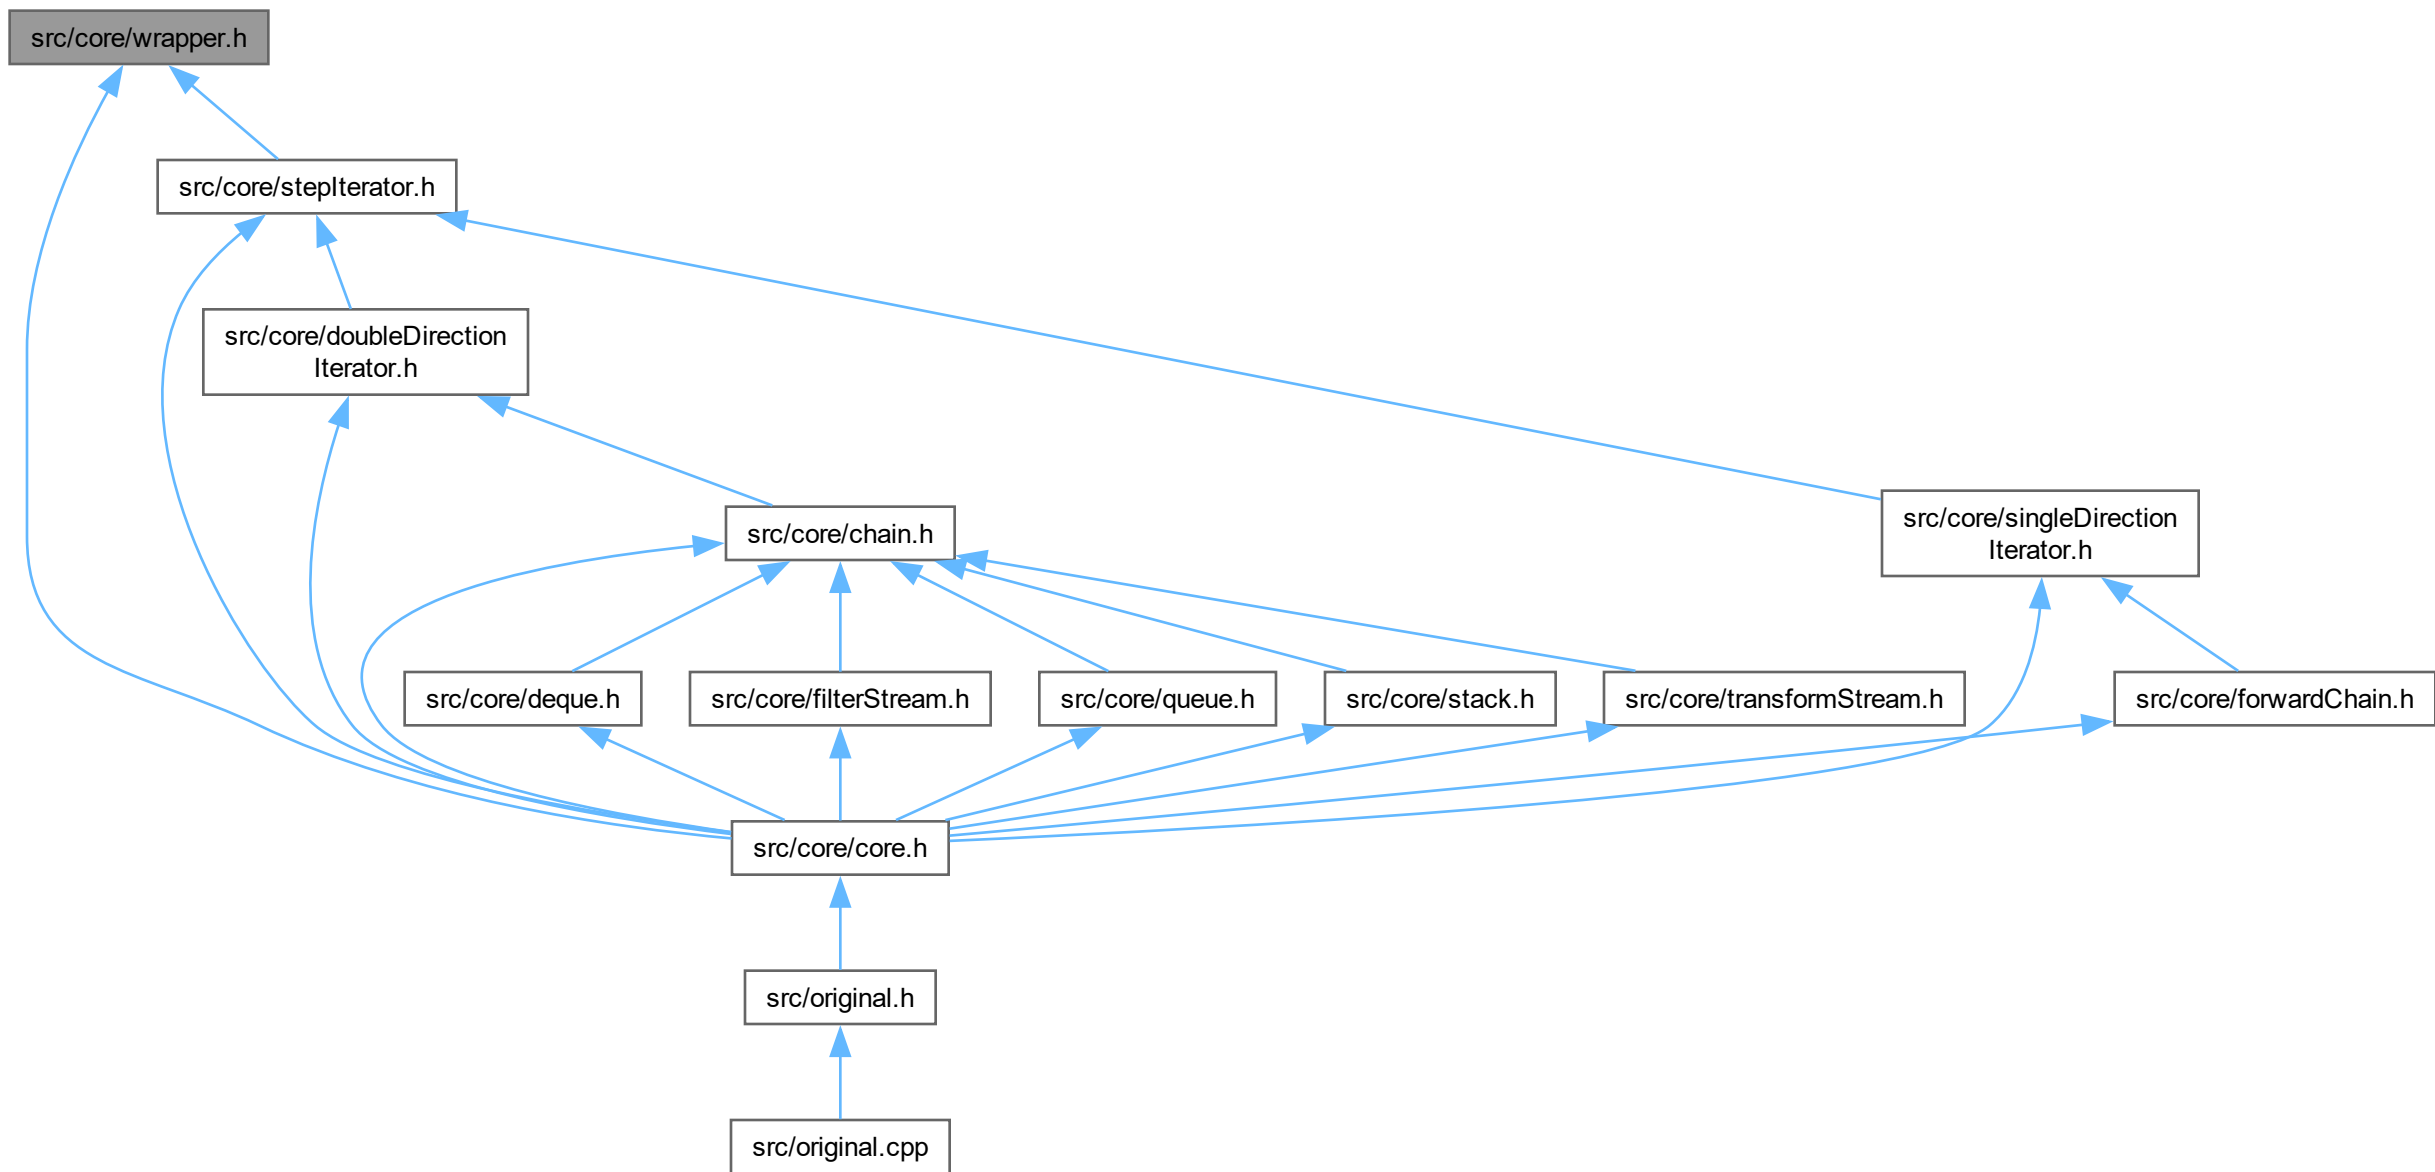 src/core/wrapper.h
src/core/stepIterator.h
src/core/doubleDirection
Iterator.h
src/core/singleDirection
Iterator.h
src/core/chain.h
src/core/deque.h
src/core/filterStream.h
src/core/queue.h
src/core/stack.h
src/core/transformStream.h
src/core/forwardChain.h
src/core/core.h
src/original.h
src/original.cpp